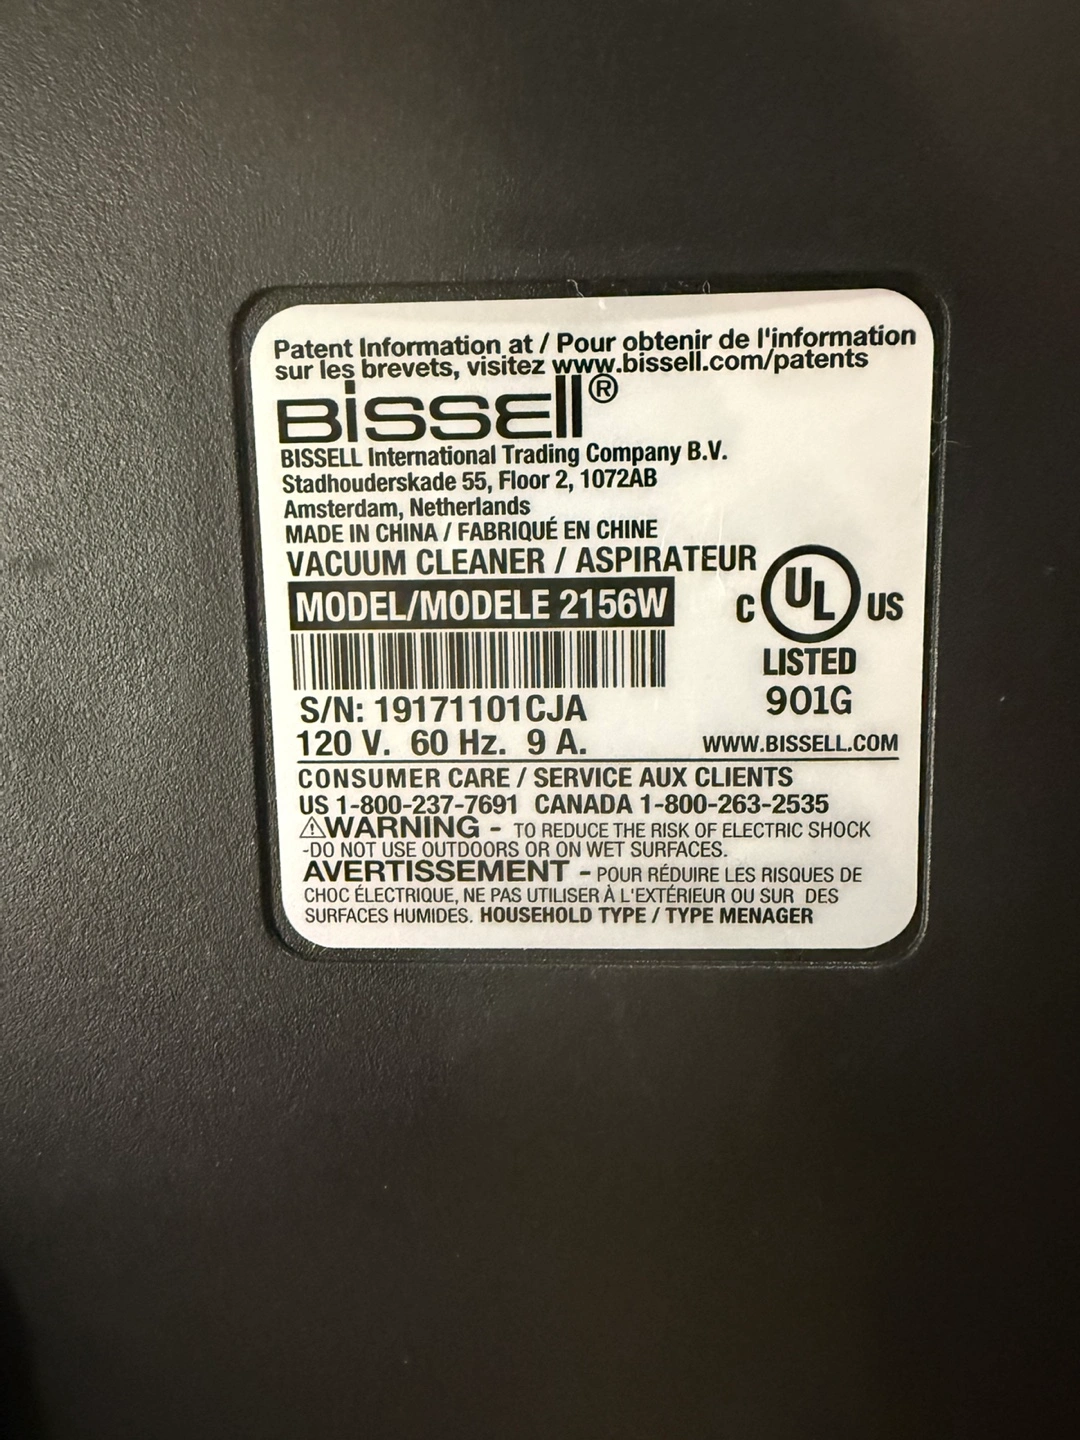 Patent Information at / Pour obtenir de l'information
sur les brevets, visitez www.bissell.com/patents
BISSELL®
BISSELL International Trading Company B.V.
Stadhouderskade 55, Floor 2, 1072AB
Amsterdam, Netherlands
MADE IN CHINA / FABRIQUÉ EN CHINE
VACUUM CLEANER / ASPIRATEUR
MODEL/MODELE 2156W
C UL US
LISTED
901G
S/N: 19171101CJA
120 V. 60 Hz. 9 A.
WWW.BISSELL.COM
CONSUMER CARE / SERVICE AUX CLIENTS
US 1-800-237-7691 CANADA 1-800-263-2535
⚠WARNING - TO REDUCE THE RISK OF ELECTRIC SHOCK
-DO NOT USE OUTDOORS OR ON WET SURFACES.
AVERTISSEMENT - POUR RÉDUIRE LES RISQUES DE
CHOC ÉLECTRIQUE, NE PAS UTILISER À L'EXTÉRIEUR OU SUR DES
SURFACES HUMIDES. HOUSEHOLD TYPE / TYPE MENAGER